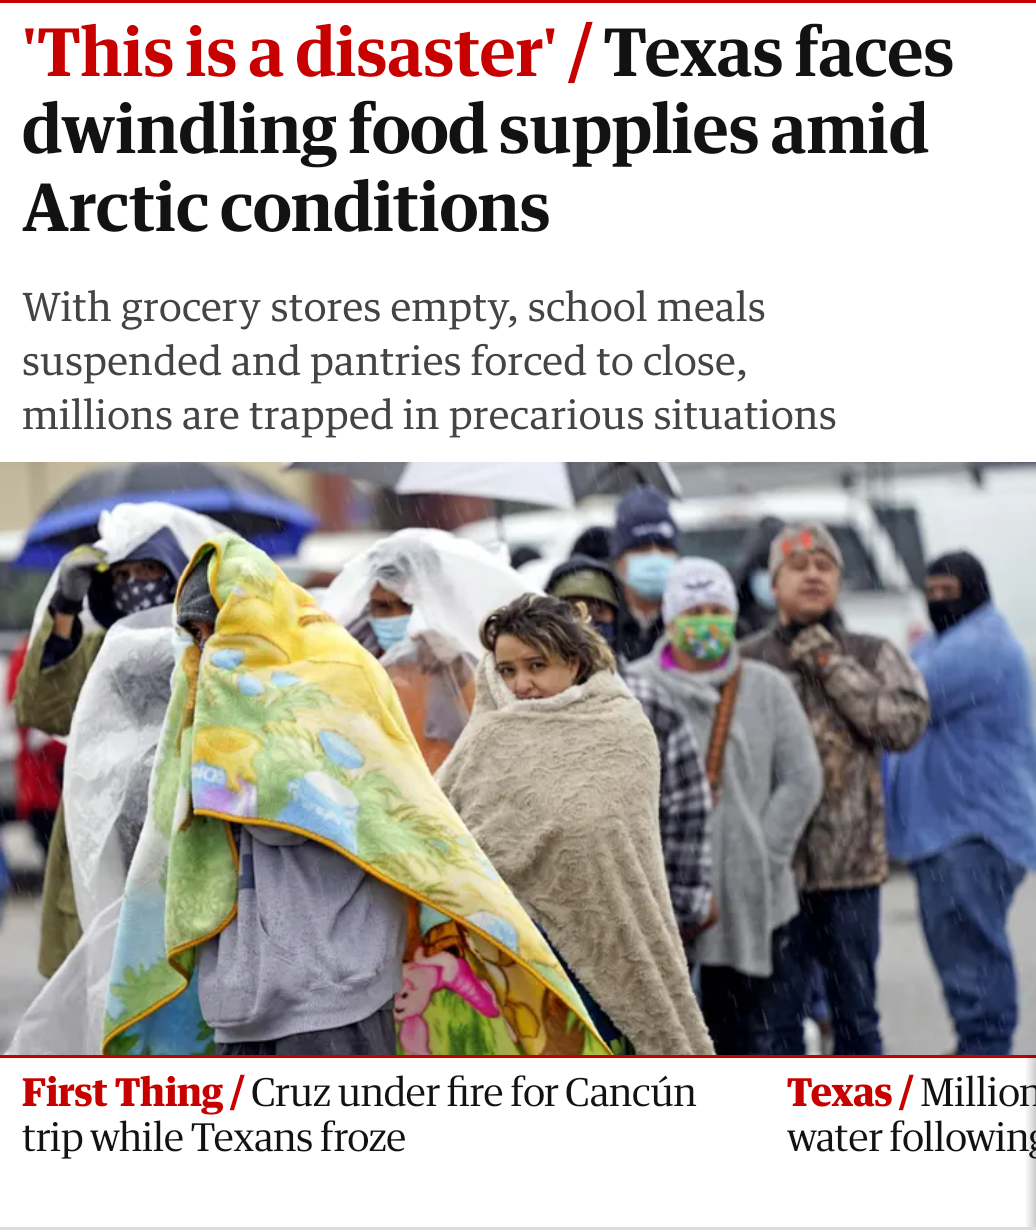 'This is a disaster' / Texas faces
dwindling food supplies amid
Arctic conditions
With grocery stores empty, school meals
suspended and pantries forced to close,
millions are trapped in precarious situations
First Thing / Cruz under fire for Cancún
trip while Texans froze
Texas / Million
water following